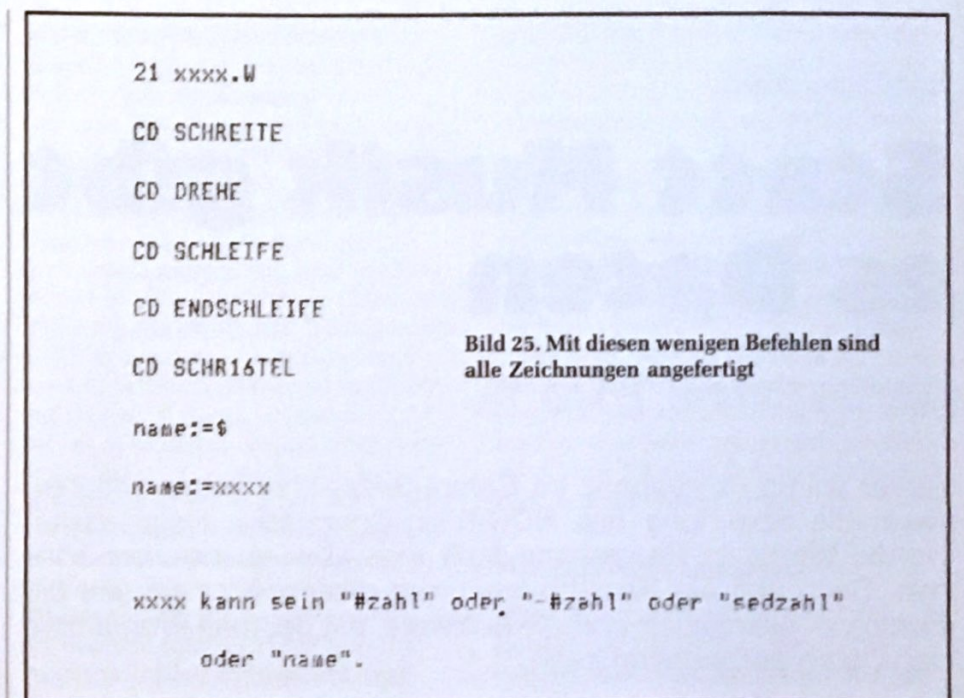 21 xxxx.W
CD SCHREITE
CD DREHE
CD SCHLEIFE
CD ENDSCHLEIFE
CD SCHR16TEL
Bild 25. Mit diesen wenigen Befehlen sind
alle Zeichnungen angefertigt
name:=$
name:=xxxx
xxxx kann sein "#zahl" oder "-#zahl" oder "sedzahl"
oder "name".